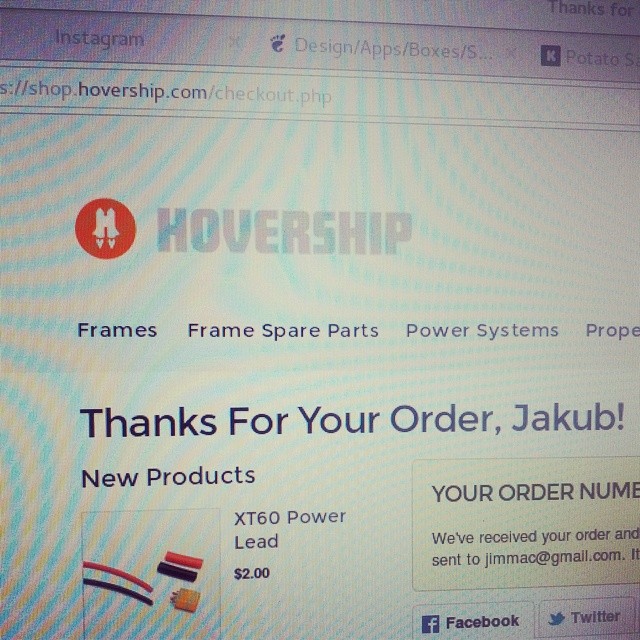 Thanks for
Instagram
Design/Apps/Boxes/S...
K Potato Sa
s://shop.hovership.com/checkout.php
HOVERSHIP
Frames
Frame Spare Parts
Power Systems
Prope
Thanks For Your Order, Jakub!
New Products
XT60 Power
Lead
$2.00
YOUR ORDER NUME
We've received your order and
sent to jimmac@gmail.com. It
Facebook
Twitter